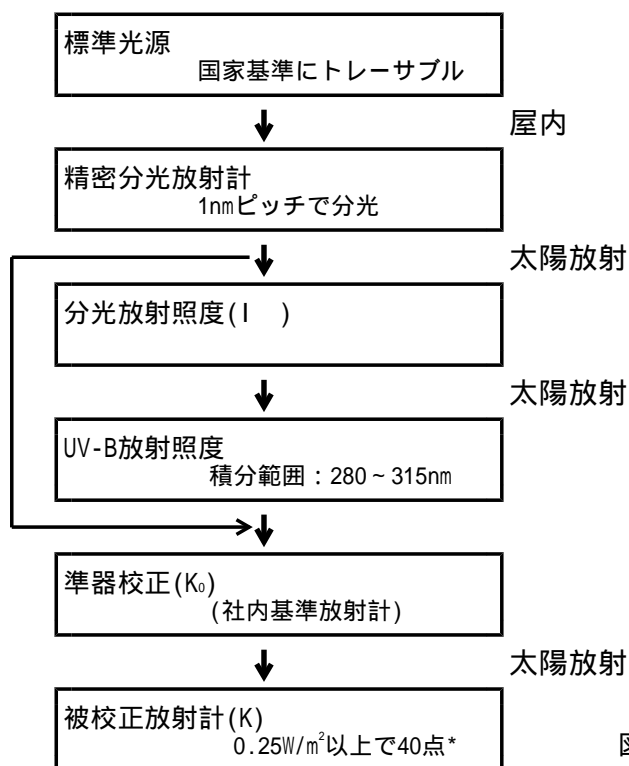 標準光源
国家基準にトレーサブル
屋内
精密分光放射計
1nmピッチで分光
太陽放射
分光放射照度(I　)
太陽放射
UV-B放射照度
積分範囲：280～315nm
準器校正(K₀)
(社内基準放射計)
太陽放射
被校正放射計(K)
0.25W/m²以上で40点*